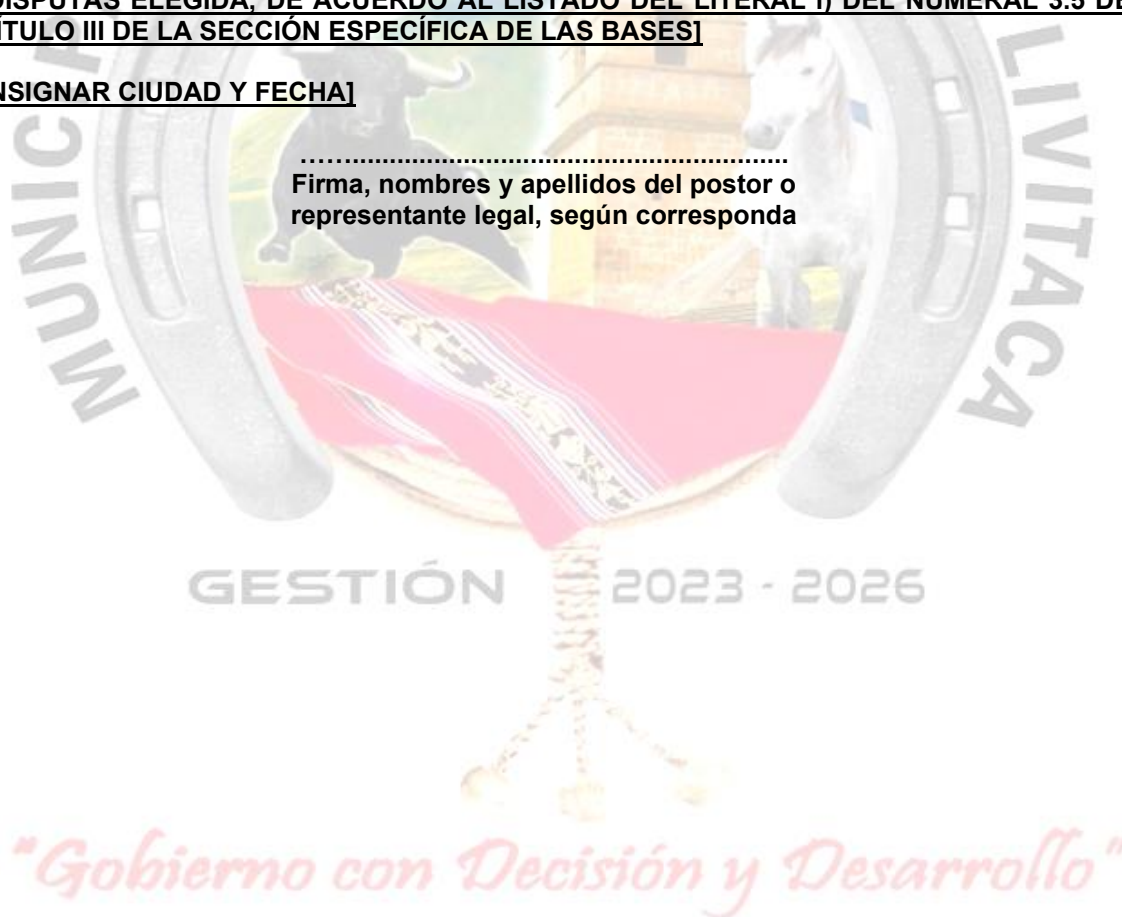 DISPUTAS ELEGIDA, DE ACUERDO AL LISTADO DEL LITERAL I) DEL NUMERAL 3.5 DE
ÍTULO III DE LA SECCIÓN ESPECÍFICA DE LAS BASES]
NSIGNAR CIUDAD Y FECHA]
……..........................................................
Firma, nombres y apellidos del postor o
representante legal, según corresponda
MUNIC
LIVITACA
GESTIÓN 2023 - 2026
"Gobierno con Decisión y Desarrollo"